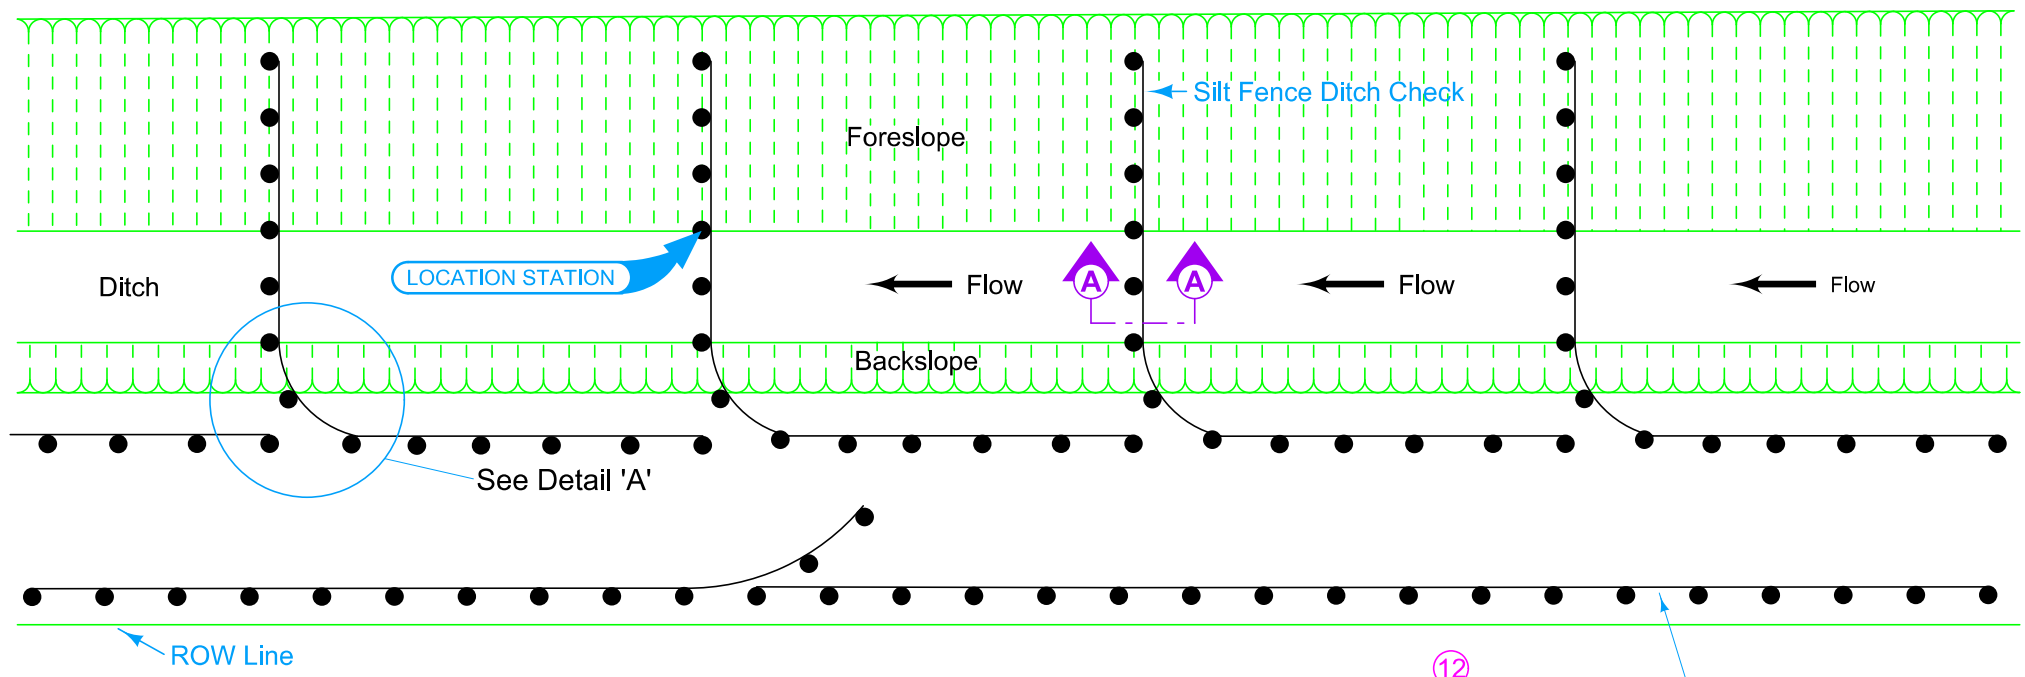 Silt Fence Ditch Check
Foreslope
LOCATION STATION
Ditch
Flow
A
A
Flow
Flow
Backslope
See Detail 'A'
ROW Line
12